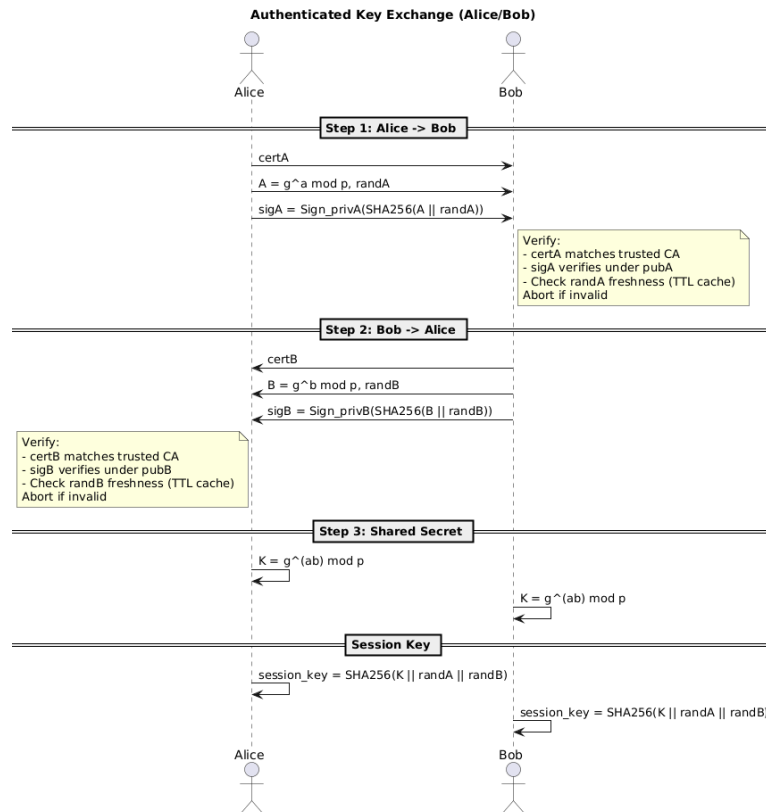 Authenticated Key Exchange (Alice/Bob)
Alice
Bob
Step 1: Alice -> Bob
certA
A = g^a mod p, randA
sigA = Sign_privA(SHA256(A || randA))
Verify:
- certA matches trusted CA
- sigA verifies under pubA
- Check randA freshness (TTL cache)
Abort if invalid
Step 2: Bob -> Alice
certB
B = g^b mod p, randB
sigB = Sign_privB(SHA256(B || randB))
Verify:
- certB matches trusted CA
- sigB verifies under pubB
- Check randB freshness (TTL cache)
Abort if invalid
Step 3: Shared Secret
K = g^(ab) mod p
K = g^(ab) mod p
Session Key
session_key = SHA256(K || randA || randB)
session_key = SHA256(K || randA || randB)
Alice
Bob